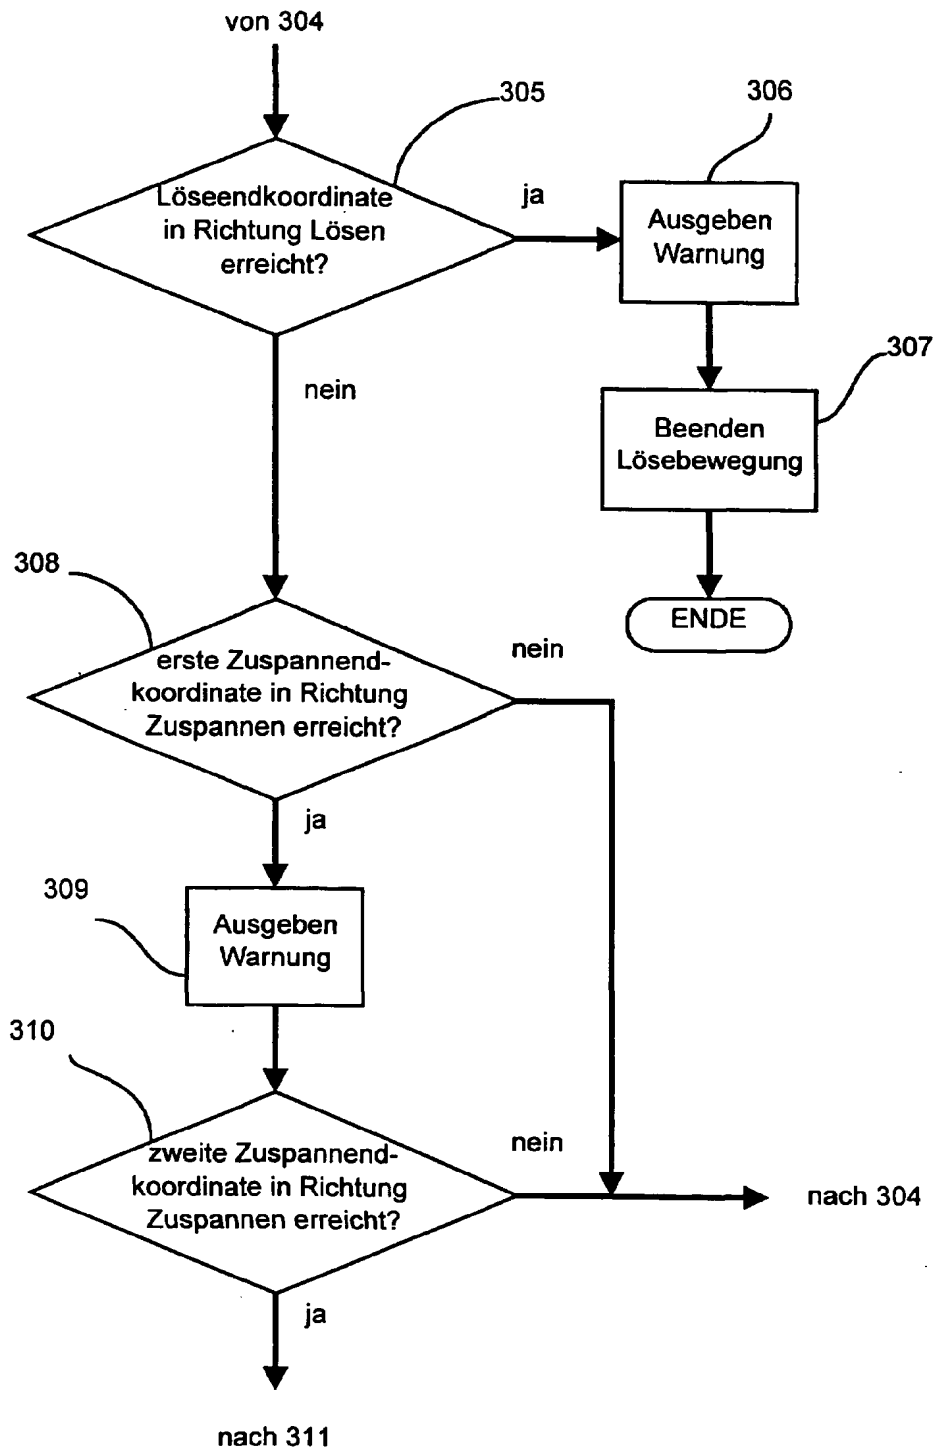 von 304
305
306
Löseendkoordinate
in Richtung Lösen
erreicht?
ja
Ausgeben
Warnung
nein
307
Beenden
Lösebewegung
308
ENDE
erste Zuspannend-
koordinate in Richtung
Zuspannen erreicht?
nein
ja
309
Ausgeben
Warnung
310
zweite Zuspannend-
koordinate in Richtung
Zuspannen erreicht?
nein
nach 304
ja
nach 311